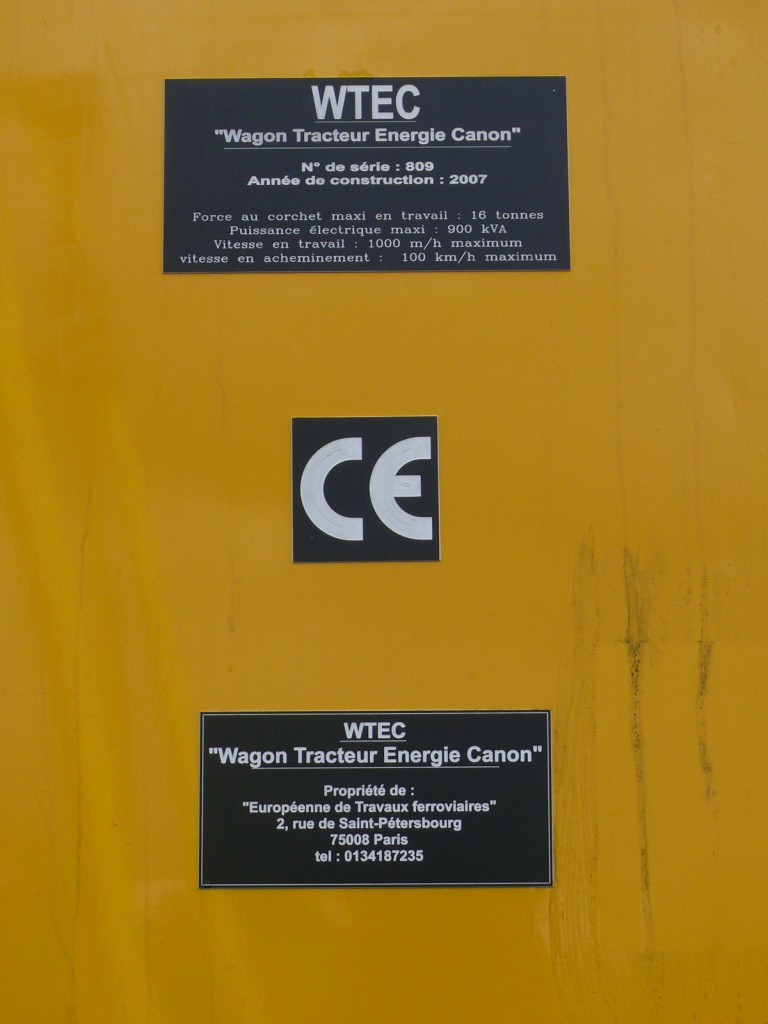 WTEC
"Wagon Tracteur Energie Canon"
N° de série : 809
Année de construction : 2007
Force au corchet maxi en travail : 16 tonnes
Puissance électrique maxi : 900 kVA
Vitesse en travail : 1000 m/h maximum
vitesse en acheminement : 100 km/h maximum
CE
WTEC
"Wagon Tracteur Energie Canon"
Propriété de :
"Européenne de Travaux ferroviaires"
2, rue de Saint-Pétersbourg
75008 Paris
tel : 0134187235